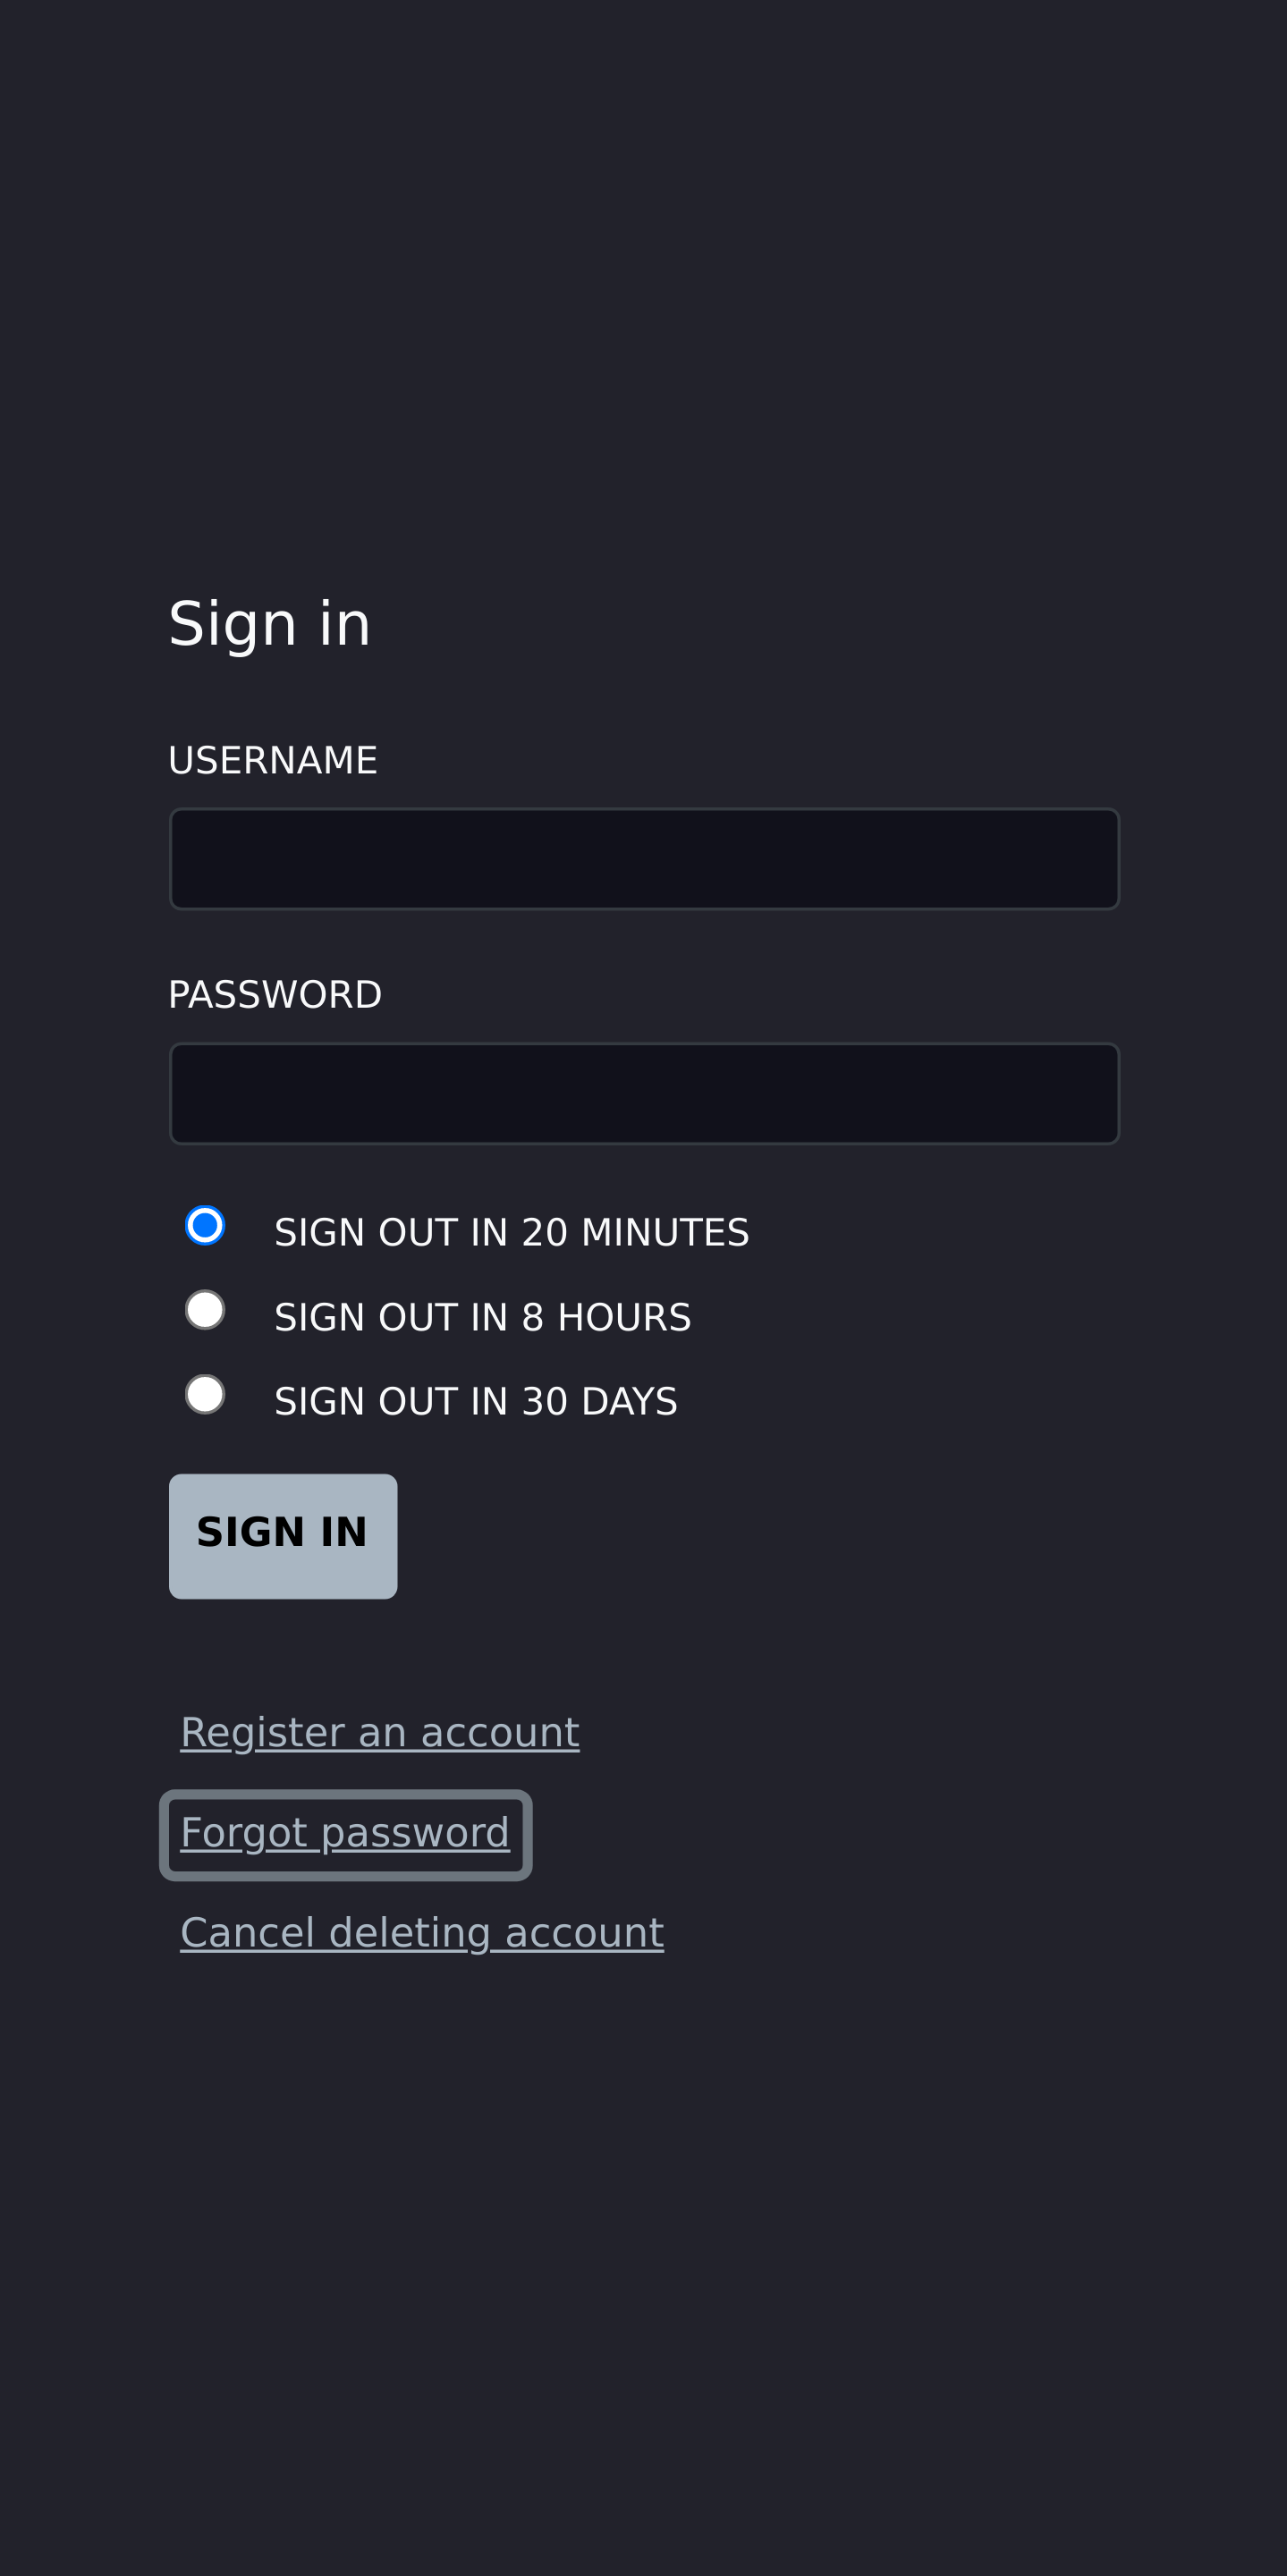 Sign in
USERNAME
PASSWORD
SIGN OUT IN 20 MINUTES
SIGN OUT IN 8 HOURS
SIGN OUT IN 30 DAYS
SIGN IN
Register an account
Forgot password
Cancel deleting account